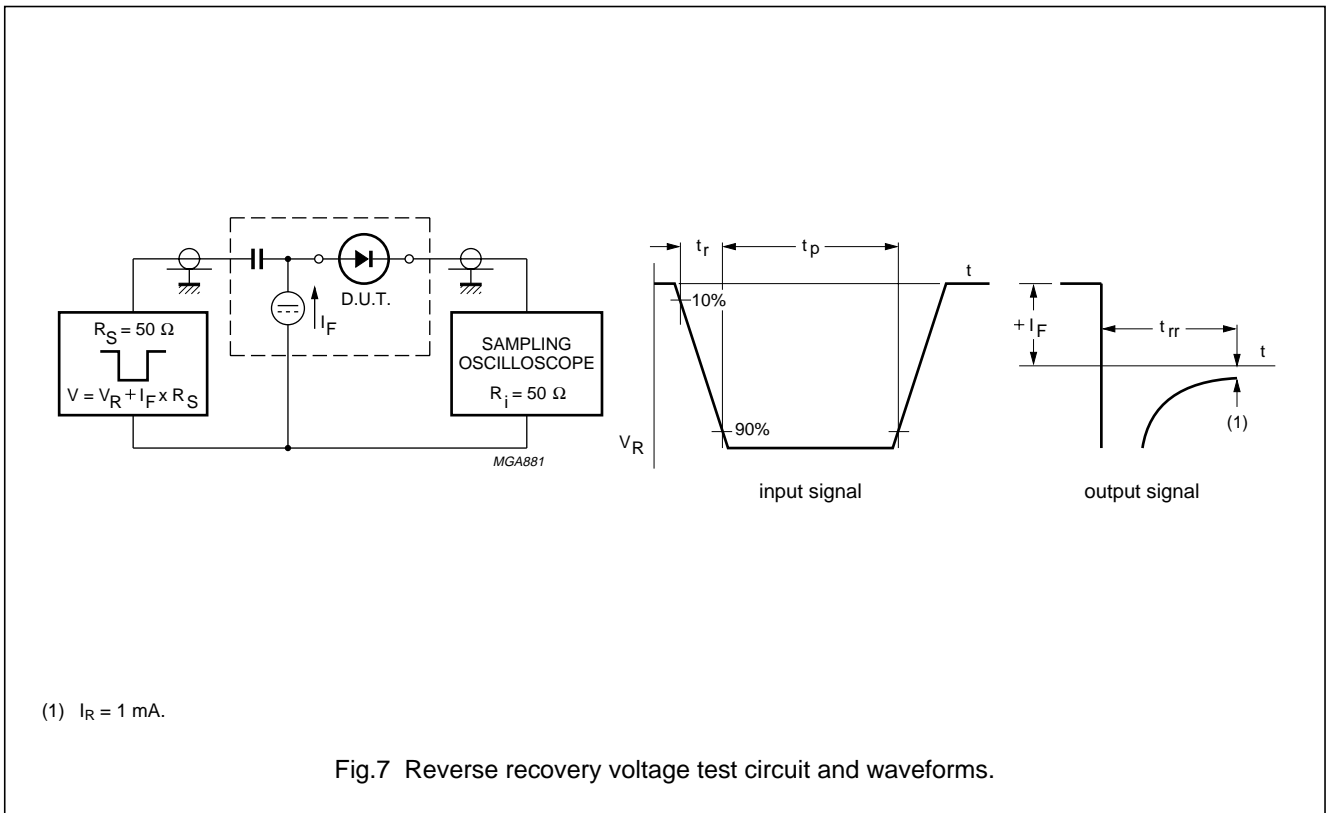 R_S = 50 Ω
V = V_R + I_F x R_S
I_F
D.U.T.
SAMPLING
OSCILLOSCOPE
R_i = 50 Ω
MGA881
t_r
t_p
t
10%
90%
V_R
input signal
+ I_F
t_rr
t
(1)
output signal
(1) I_R = 1 mA.
Fig.7 Reverse recovery voltage test circuit and waveforms.